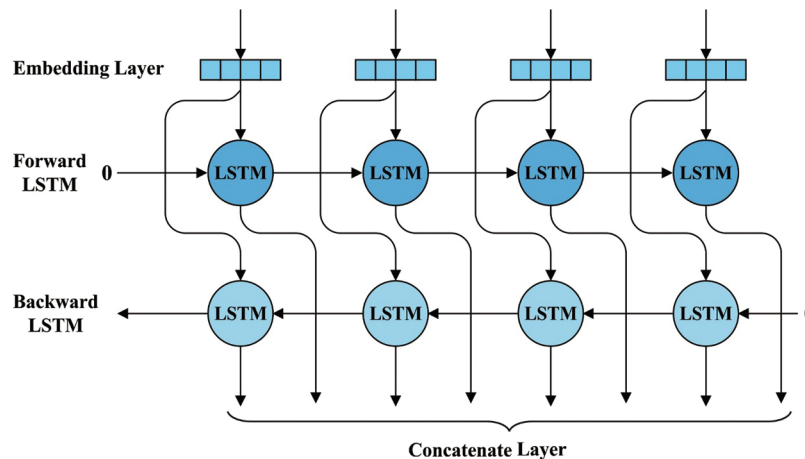 Embedding Layer
Forward
LSTM
0
LSTM LSTM LSTM LSTM
Backward
LSTM
LSTM LSTM LSTM LSTM
Concatenate Layer